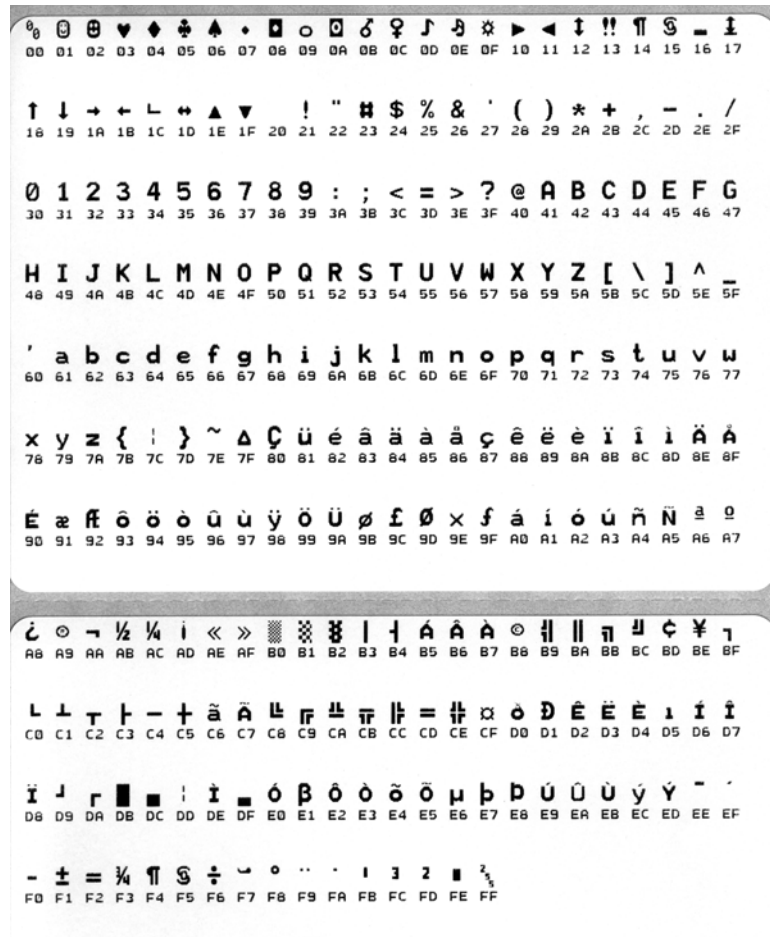 ⁰₀ ☺ ☻ ♥ ♦ ♣ ♠ • ◘ ○ ◙ ♂ ♀ ♪ ♫ ☼ ► ◄ ↕ ‼ ¶ § ▬ ↨
00 01 02 03 04 05 06 07 08 09 0A 0B 0C 0D 0E 0F 10 11 12 13 14 15 16 17
↑ ↓ → ← ∟ ↔ ▲ ▼ ! " # $ % & ' ( ) * + , - . /
18 19 1A 1B 1C 1D 1E 1F 20 21 22 23 24 25 26 27 28 29 2A 2B 2C 2D 2E 2F
0 1 2 3 4 5 6 7 8 9 : ; < = > ? @ A B C D E F G
30 31 32 33 34 35 36 37 38 39 3A 3B 3C 3D 3E 3F 40 41 42 43 44 45 46 47
H I J K L M N O P Q R S T U V W X Y Z [ \ ] ^ _
48 49 4A 4B 4C 4D 4E 4F 50 51 52 53 54 55 56 57 58 59 5A 5B 5C 5D 5E 5F
' a b c d e f g h i j k l m n o p q r s t u v w
60 61 62 63 64 65 66 67 68 69 6A 6B 6C 6D 6E 6F 70 71 72 73 74 75 76 77
x y z { ¦ } ~ ∆ Ç ü é â ä à å ç ê ë è ï î ì Ä Å
78 79 7A 7B 7C 7D 7E 7F 80 81 82 83 84 85 86 87 88 89 8A 8B 8C 8D 8E 8F
É æ Æ ô ö ò û ù ÿ Ö Ü ø £ Ø × ƒ á í ó ú ñ Ñ ª º
90 91 92 93 94 95 96 97 98 99 9A 9B 9C 9D 9E 9F A0 A1 A2 A3 A4 A5 A6 A7
¿ ⊙ ¬ ½ ¼ ¡ « » ░ ▒ ▓ │ ┤ Á Â À © ╣ ║ ╗ ╝ ¢ ¥ ┐
A8 A9 AA AB AC AD AE AF B0 B1 B2 B3 B4 B5 B6 B7 B8 B9 BA BB BC BD BE BF
└ ┴ ┬ ├ ─ ┼ ã Ã ╚ ╔ ╩ ╦ ╠ ═ ╬ ¤ ð Ð Ê Ë È ı Í Î
C0 C1 C2 C3 C4 C5 C6 C7 C8 C9 CA CB CC CD CE CF D0 D1 D2 D3 D4 D5 D6 D7
Ï ┘ ┌ █ ▄ ¦ Ì ▬ Ó β Ô Ò õ Õ µ þ Þ Ú Û Ù ý Ý ¯ ´
D8 D9 DA DB DC DD DE DF E0 E1 E2 E3 E4 E5 E6 E7 E8 E9 EA EB EC ED EE EF
- ± = ¾ ¶ § ÷ ¸ ° ¨ · ı 3 2 ■ ²₅₅
F0 F1 F2 F3 F4 F5 F6 F7 F8 F9 FA FB FC FD FE FF